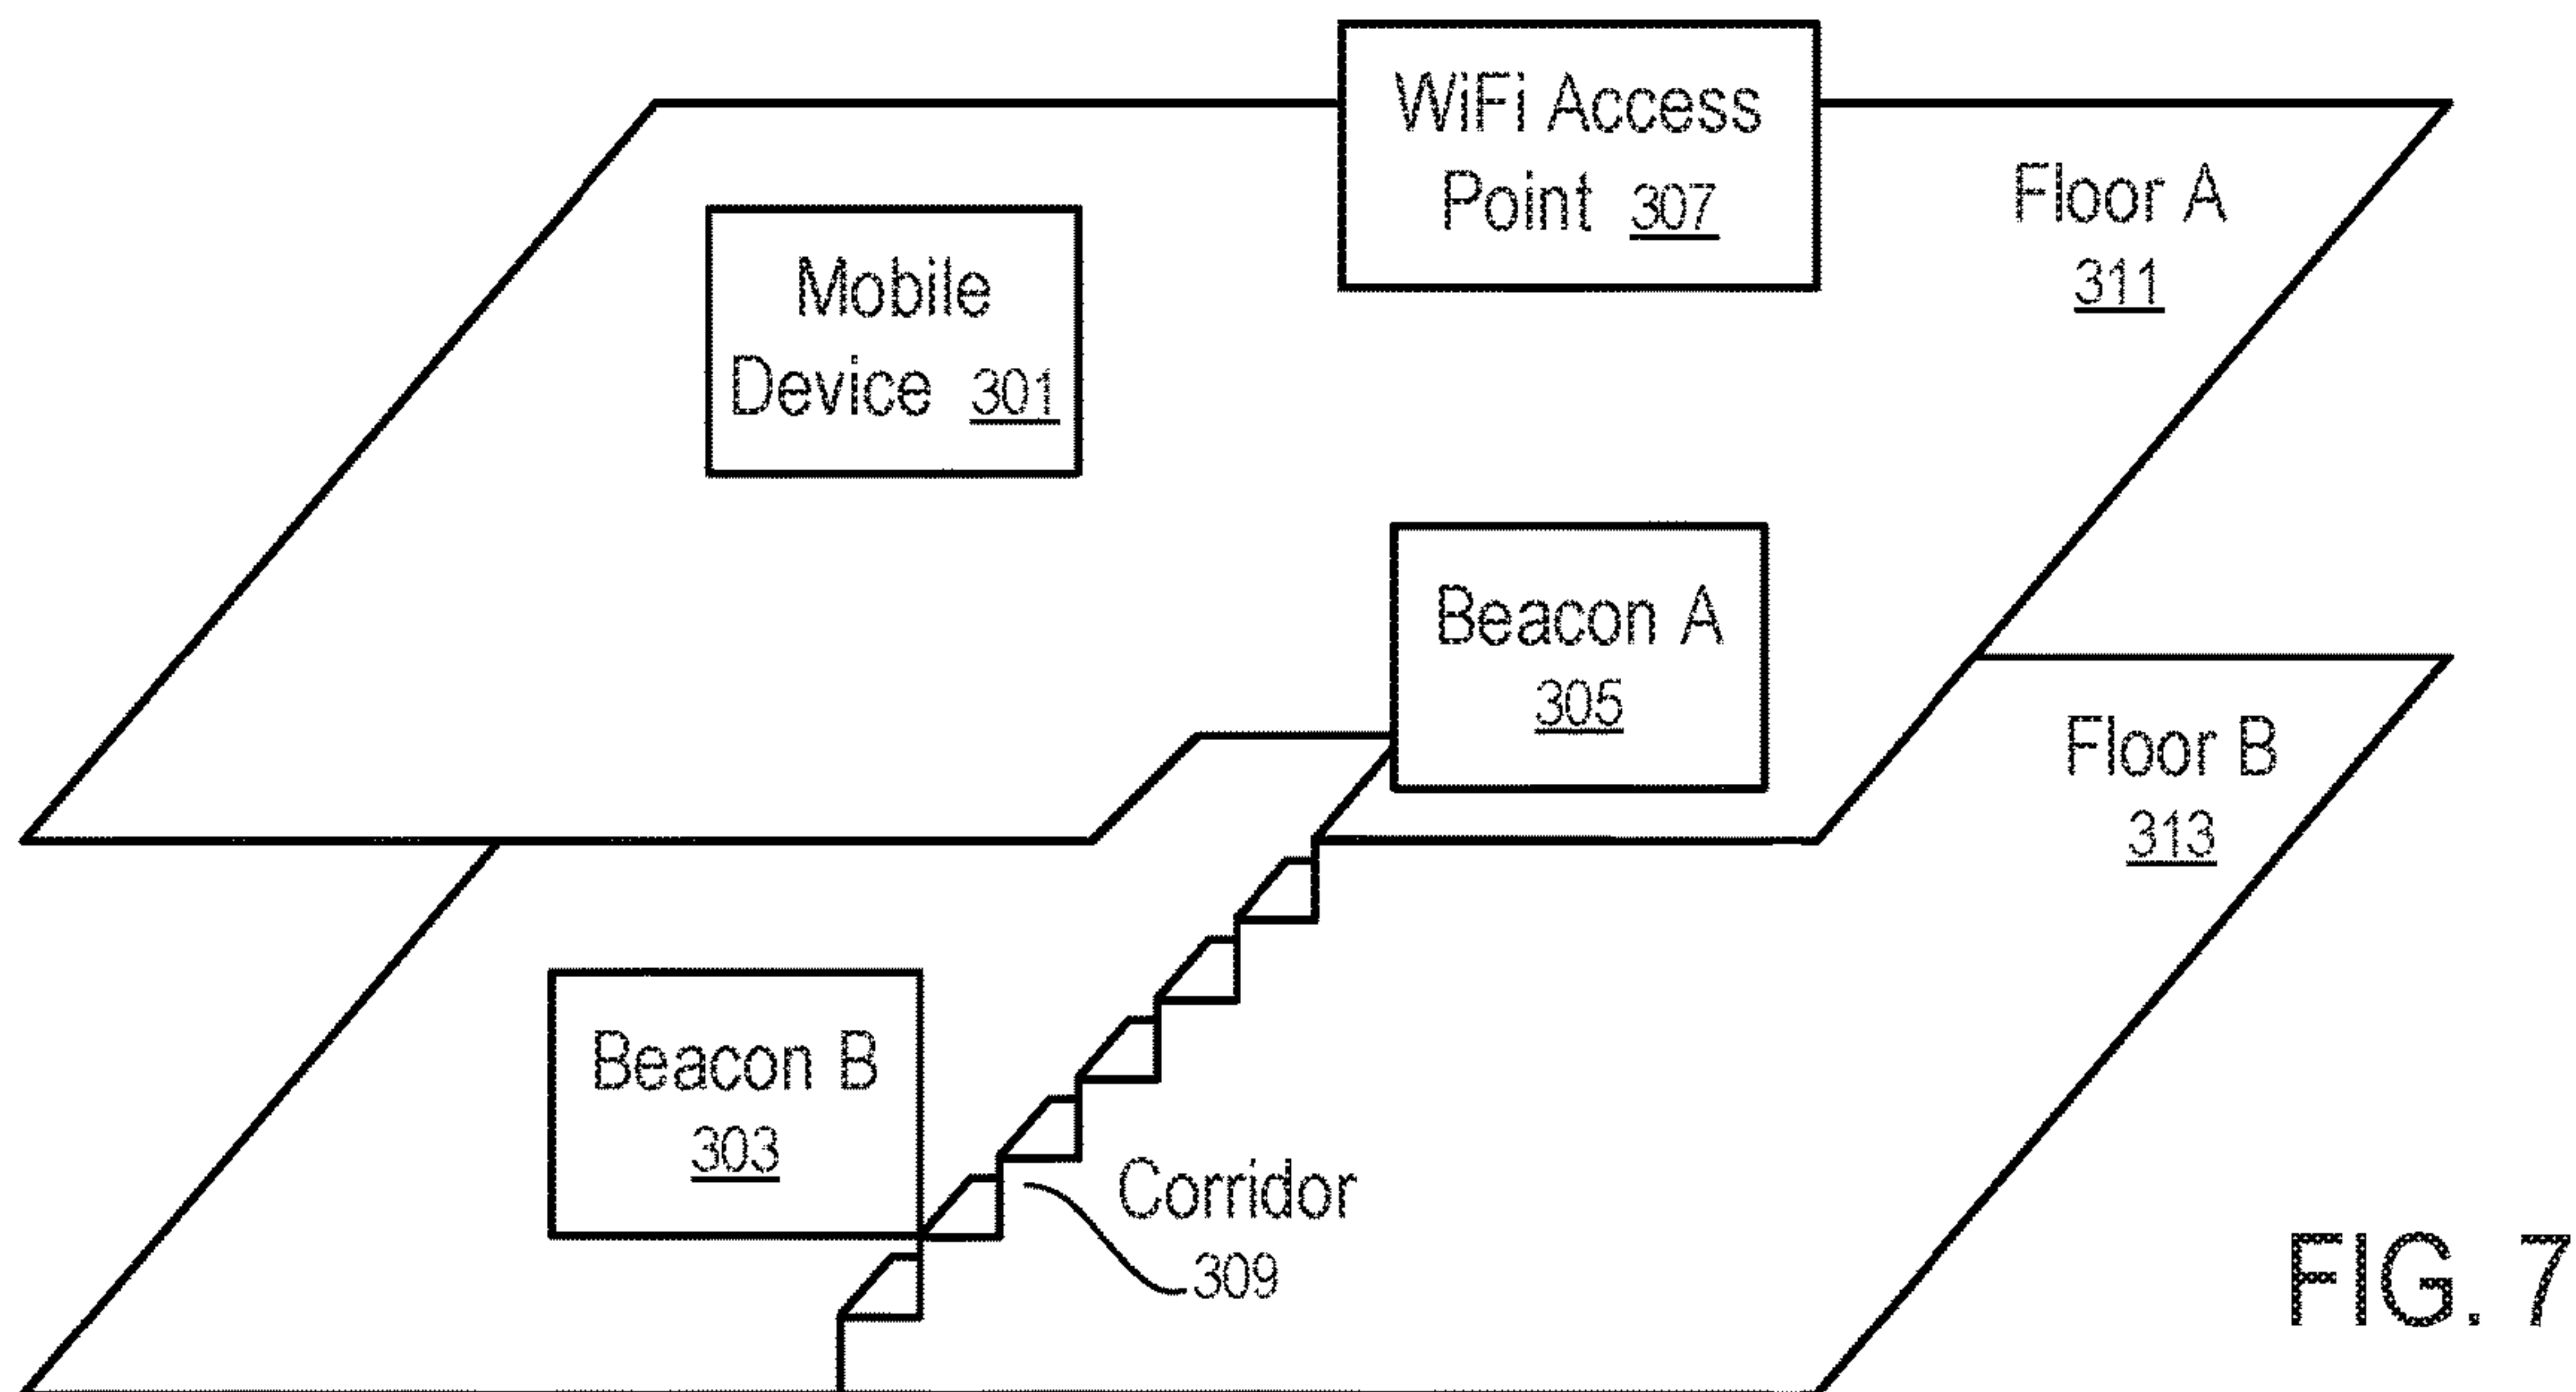 WiFi Access
Point 307
Floor A
311
Mobile
Device 301
Beacon A
305
Floor B
313
Beacon B
303
Corridor
309
FIG. 7